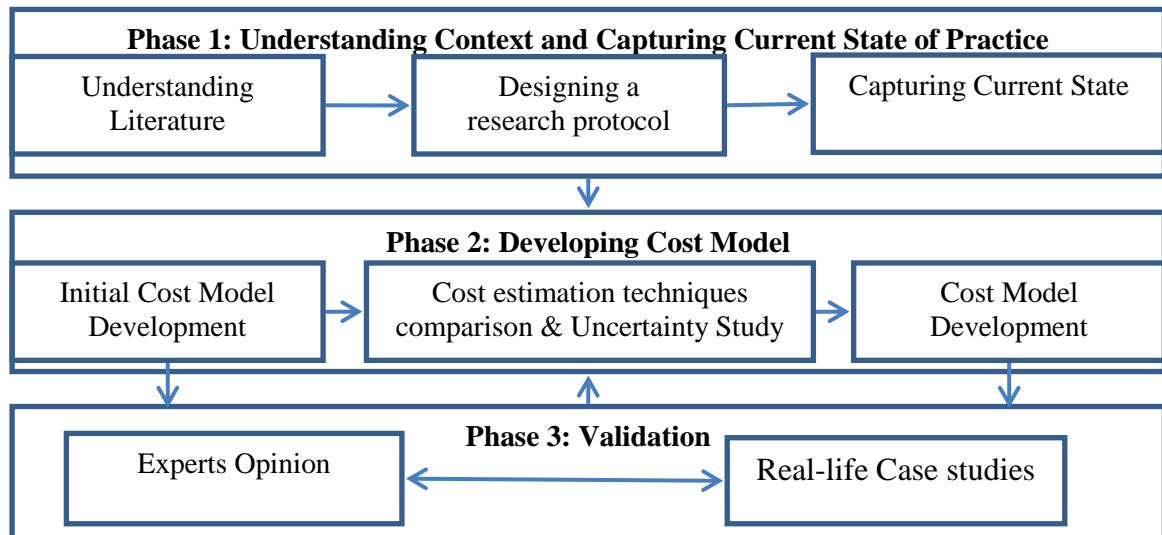 Phase 1: Understanding Context and Capturing Current State of Practice
Understanding
Literature
Designing a
research protocol
Capturing Current State
Phase 2: Developing Cost Model
Initial Cost Model
Development
Cost estimation techniques
comparison & Uncertainty Study
Cost Model
Development
Phase 3: Validation
Experts Opinion
Real-life Case studies